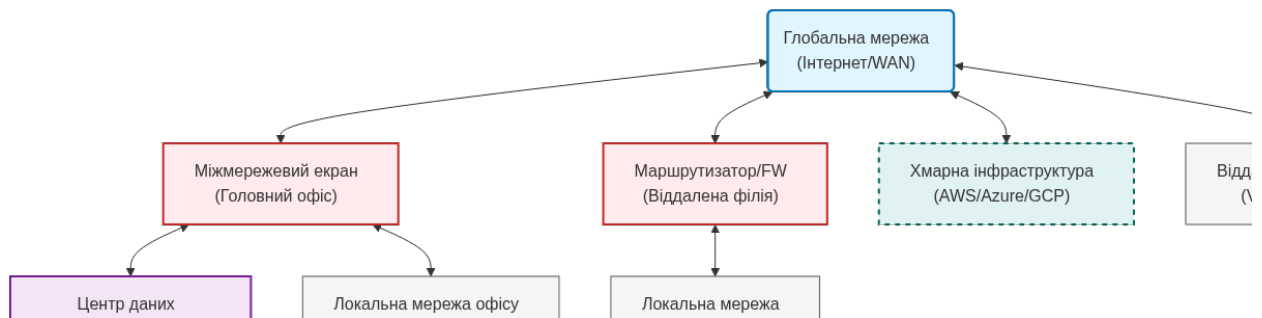 Глобальна мережа
(Інтернет/WAN)
Міжмережевий екран
(Головний офіс)
Маршрутизатор/FW
(Віддалена філія)
Хмарна інфраструктура
(AWS/Azure/GCP)
Центр даних
Локальна мережа офісу
Локальна мережа